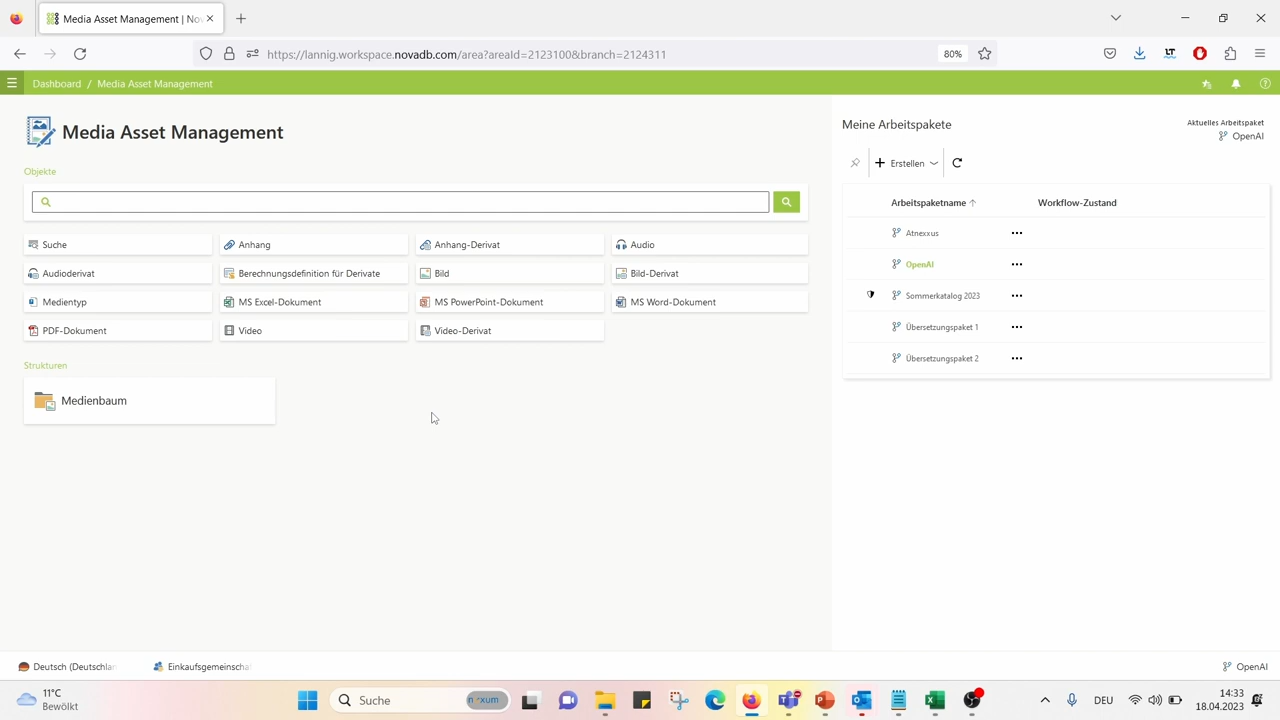 Media Asset Management | No
https://lannig.workspace.novadb.com/area?areaId=2123100&branch=2124311
80%
Dashboard / Media Asset Management
Media Asset Management
Objekte
Suche
Anhang
Anhang-Derivat
Audio
Audioderivat
Berechnungsdefinition für Derivate
Bild
Bild-Derivat
Medientyp
MS Excel-Dokument
MS PowerPoint-Dokument
MS Word-Dokument
PDF-Dokument
Video
Video-Derivat
Strukturen
Medienbaum
Meine Arbeitspakete
Aktuelles Arbeitspaket
OpenAI
Erstellen
Arbeitspaketname
Workflow-Zustand
Atnexxus
OpenAI
Sommerkatalog 2023
Übersetzungspaket 1
Übersetzungspaket 2
Deutsch (Deutschlan
Einkaufsgemeinscha
OpenAI
11°C
Bewölkt
Suche
DEU
14:33
18.04.2023